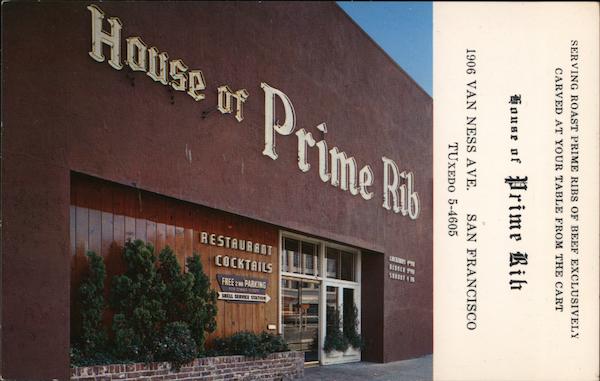 House of Prime Rib
RESTAURANT
COCKTAILS
FREE 2 HR PARKING
SHELL SERVICE STATION
SERVING ROAST PRIME RIBS OF BEEF EXCLUSIVELY
CARVED AT YOUR TABLE FROM THE CART
House of Prime Rib
1906 VAN NESS AVE. SAN FRANCISCO
TUxedo 5-4605